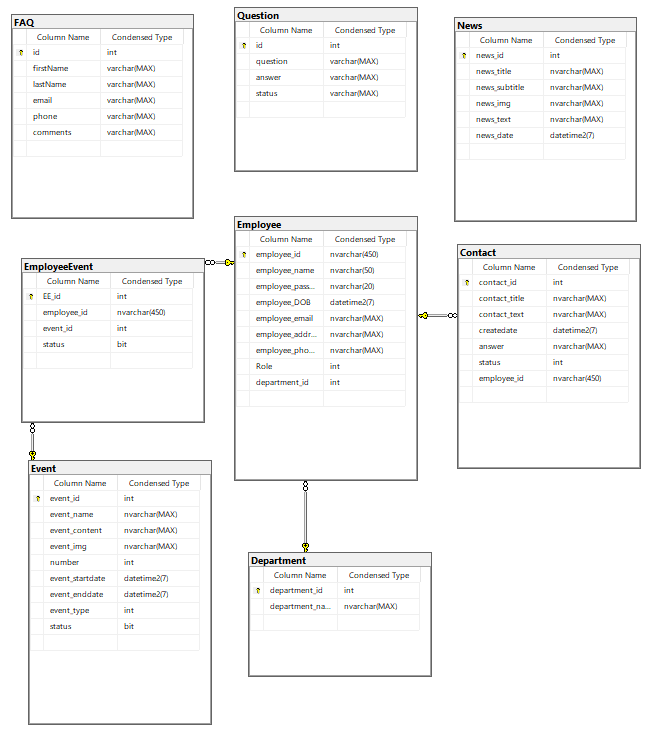 FAQ
Column Name Condensed Type
id int
firstName varchar(MAX)
lastName varchar(MAX)
email varchar(MAX)
phone varchar(MAX)
comments varchar(MAX)
Question
Column Name Condensed Type
id int
question varchar(MAX)
answer varchar(MAX)
status varchar(MAX)
News
Column Name Condensed Type
news_id int
news_title nvarchar(MAX)
news_subtitle nvarchar(MAX)
news_img nvarchar(MAX)
news_text nvarchar(MAX)
news_date datetime2(7)
EmployeeEvent
Column Name Condensed Type
EE_id int
employee_id nvarchar(450)
event_id int
status bit
Employee
Column Name Condensed Type
employee_id nvarchar(450)
employee_name nvarchar(50)
employee_pass... nvarchar(20)
employee_DOB datetime2(7)
employee_email nvarchar(MAX)
employee_addr... nvarchar(MAX)
employee_pho... nvarchar(MAX)
Role int
department_id int
Contact
Column Name Condensed Type
contact_id int
contact_title nvarchar(MAX)
contact_text nvarchar(MAX)
createdate datetime2(7)
answer nvarchar(MAX)
status int
employee_id nvarchar(450)
Event
Column Name Condensed Type
event_id int
event_name nvarchar(MAX)
event_content nvarchar(MAX)
event_img nvarchar(MAX)
number int
event_startdate datetime2(7)
event_enddate datetime2(7)
event_type int
status bit
Department
Column Name Condensed Type
department_id int
department_na... nvarchar(MAX)